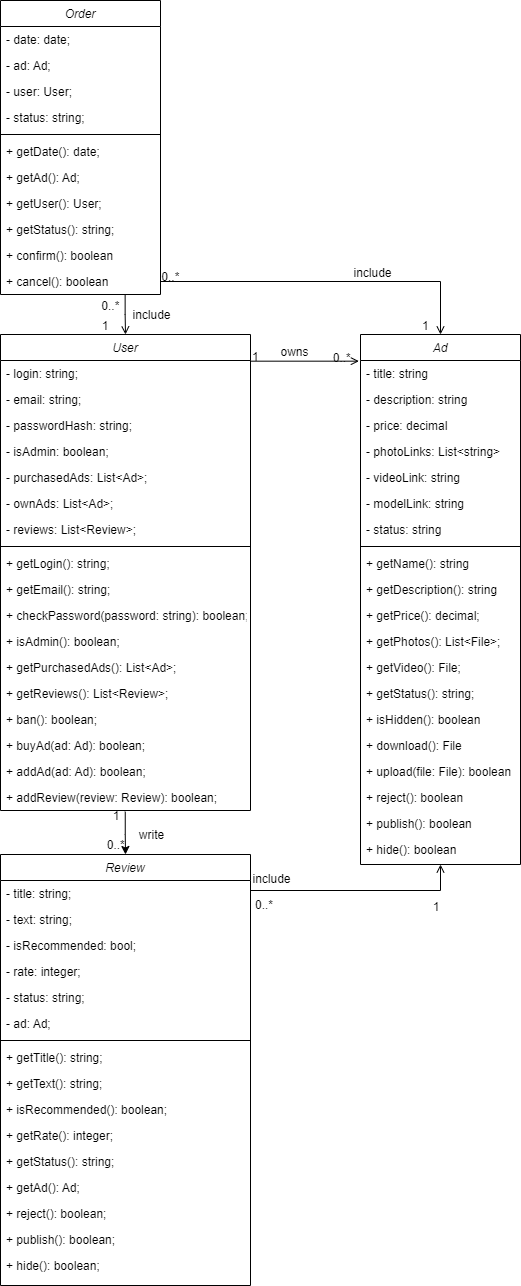 Order
- date: date;
- ad: Ad;
- user: User;
- status: string;
+ getDate(): date;
+ getAd(): Ad;
+ getUser(): User;
+ getStatus(): string;
+ confirm(): boolean
+ cancel(): boolean
0..*
include
0..*
include
1
1
User
- login: string;
- email: string;
- passwordHash: string;
- isAdmin: boolean;
- purchasedAds: List<Ad>;
- ownAds: List<Ad>;
- reviews: List<Review>;
+ getLogin(): string;
+ getEmail(): string;
+ checkPassword(password: string): boolean;
+ isAdmin(): boolean;
+ getPurchasedAds(): List<Ad>;
+ getReviews(): List<Review>;
+ ban(): boolean;
+ buyAd(ad: Ad): boolean;
+ addAd(ad: Ad): boolean;
+ addReview(review: Review): boolean;
1
owns
0..*
Ad
- title: string
- description: string
- price: decimal
- photoLinks: List<string>
- videoLink: string
- modelLink: string
- status: string
+ getName(): string
+ getDescription(): string
+ getPrice(): decimal;
+ getPhotos(): List<File>;
+ getVideo(): File;
+ getStatus(): string;
+ isHidden(): boolean
+ download(): File
+ upload(file: File): boolean
+ reject(): boolean
+ publish(): boolean
+ hide(): boolean
1
write
0..*
Review
- title: string;
- text: string;
- isRecommended: bool;
- rate: integer;
- status: string;
- ad: Ad;
+ getTitle(): string;
+ getText(): string;
+ isRecommended(): boolean;
+ getRate(): integer;
+ getStatus(): string;
+ getAd(): Ad;
+ reject(): boolean;
+ publish(): boolean;
+ hide(): boolean;
include
0..*
1